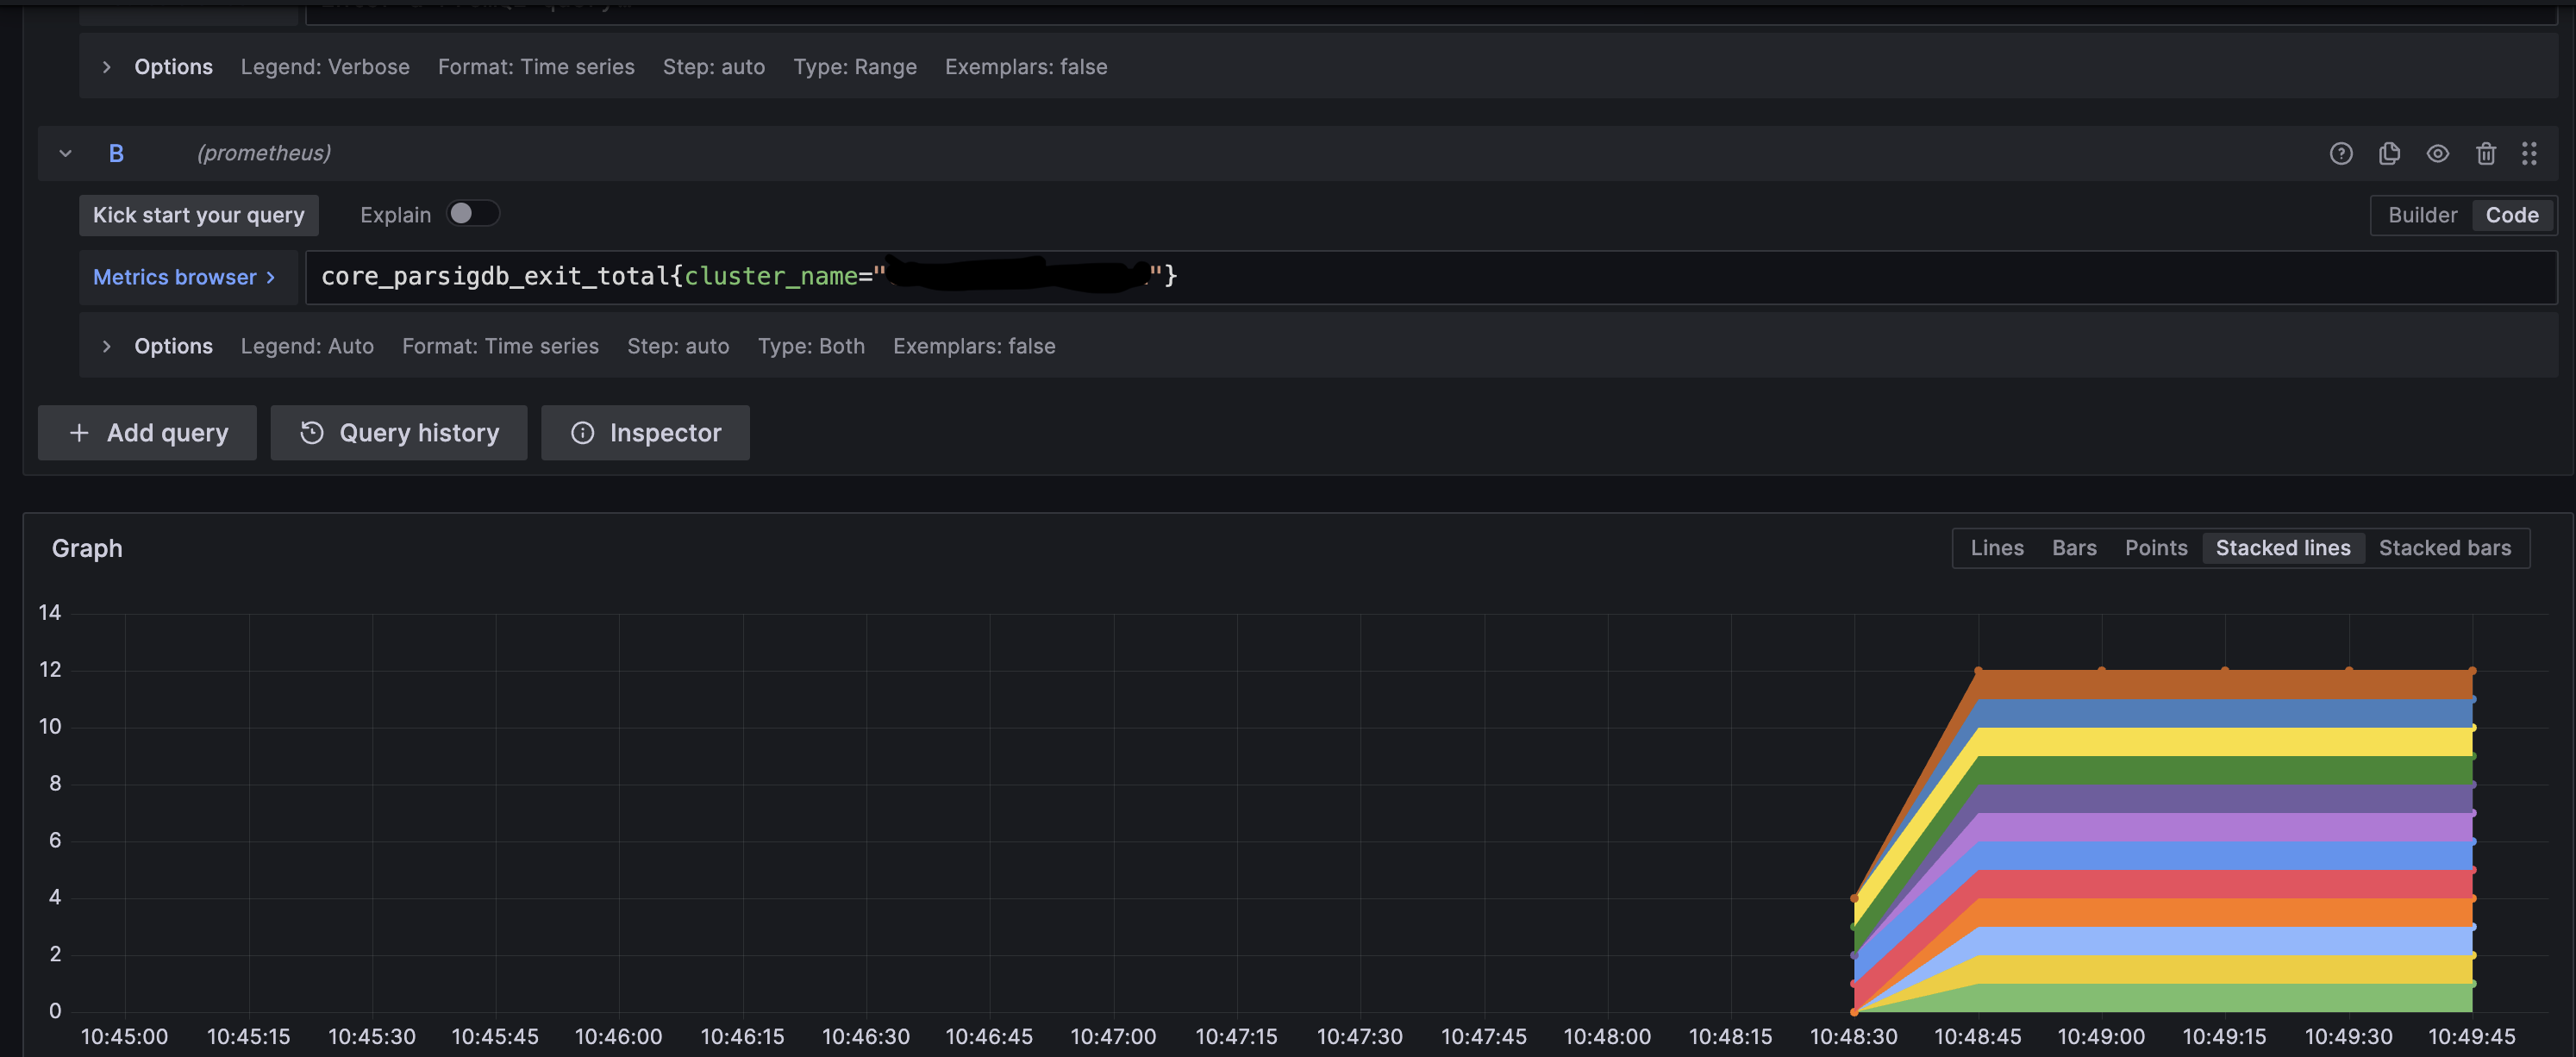 Options Legend: Verbose Format: Time series Step: auto Type: Range Exemplars: false
B (prometheus)
Kick start your query Explain Builder Code
Metrics browser > core_parsigdb_exit_total{cluster_name=""}
Options Legend: Auto Format: Time series Step: auto Type: Both Exemplars: false
+ Add query Query history Inspector
Graph Lines Bars Points Stacked lines Stacked bars
14
12
10
8
6
4
2
0
10:45:00 10:45:15 10:45:30 10:45:45 10:46:00 10:46:15 10:46:30 10:46:45 10:47:00 10:47:15 10:47:30 10:47:45 10:48:00 10:48:15 10:48:30 10:48:45 10:49:00 10:49:15 10:49:30 10:49:45